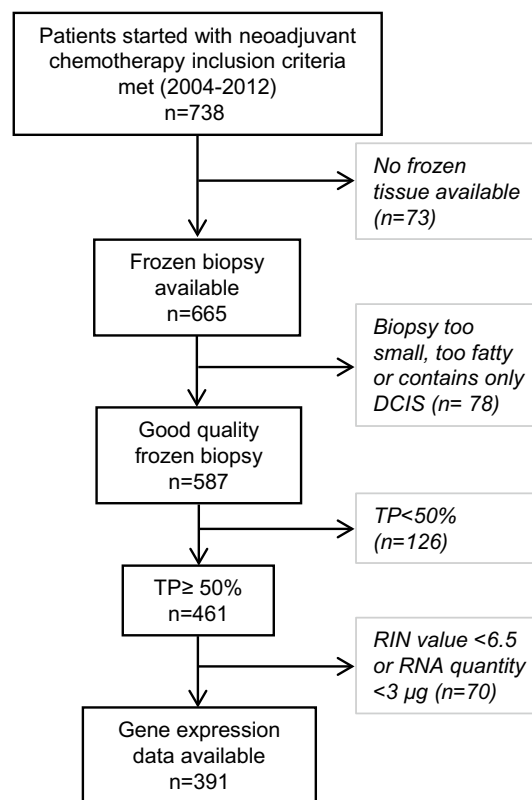 Patients started with neoadjuvant
chemotherapy inclusion criteria
met (2004-2012)
n=738
No frozen
tissue available
(n=73)
Frozen biopsy
available
n=665
Biopsy too
small, too fatty
or contains only
DCIS (n= 78)
Good quality
frozen biopsy
n=587
TP<50%
(n=126)
TP≥ 50%
n=461
RIN value <6.5
or RNA quantity
<3 µg (n=70)
Gene expression
data available
n=391